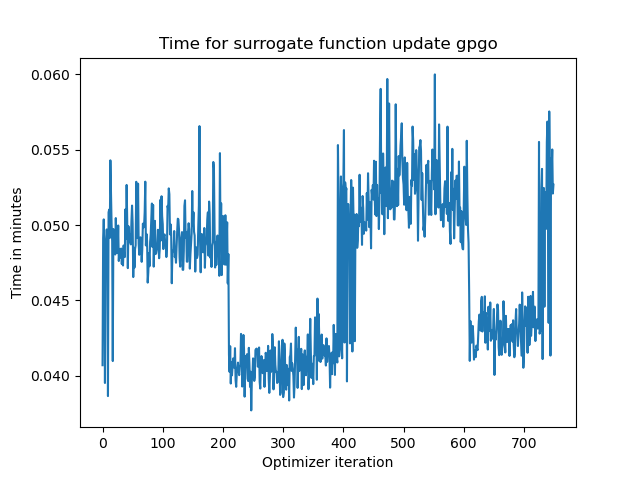 Time for surrogate function update gpgo
0.060
0.055
0.050
0.045
0.040
Time in minutes
0 100 200 300 400 500 600 700
Optimizer iteration